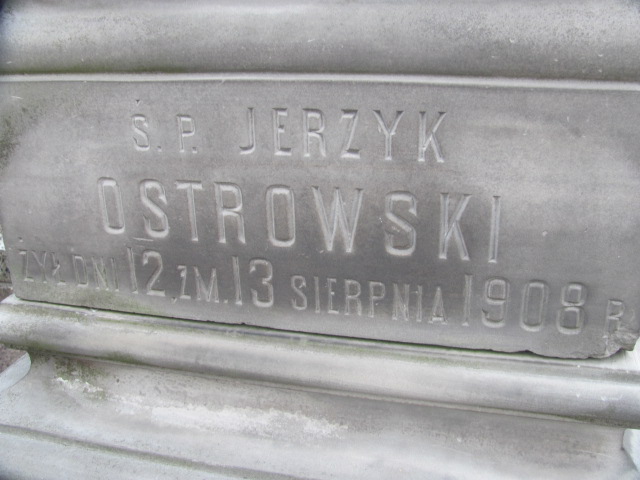 Ś. P. JERZYK
OSTROWSKI
ŻYŁ DNI 12, ZM. 13 SIERPNIA 1908 R